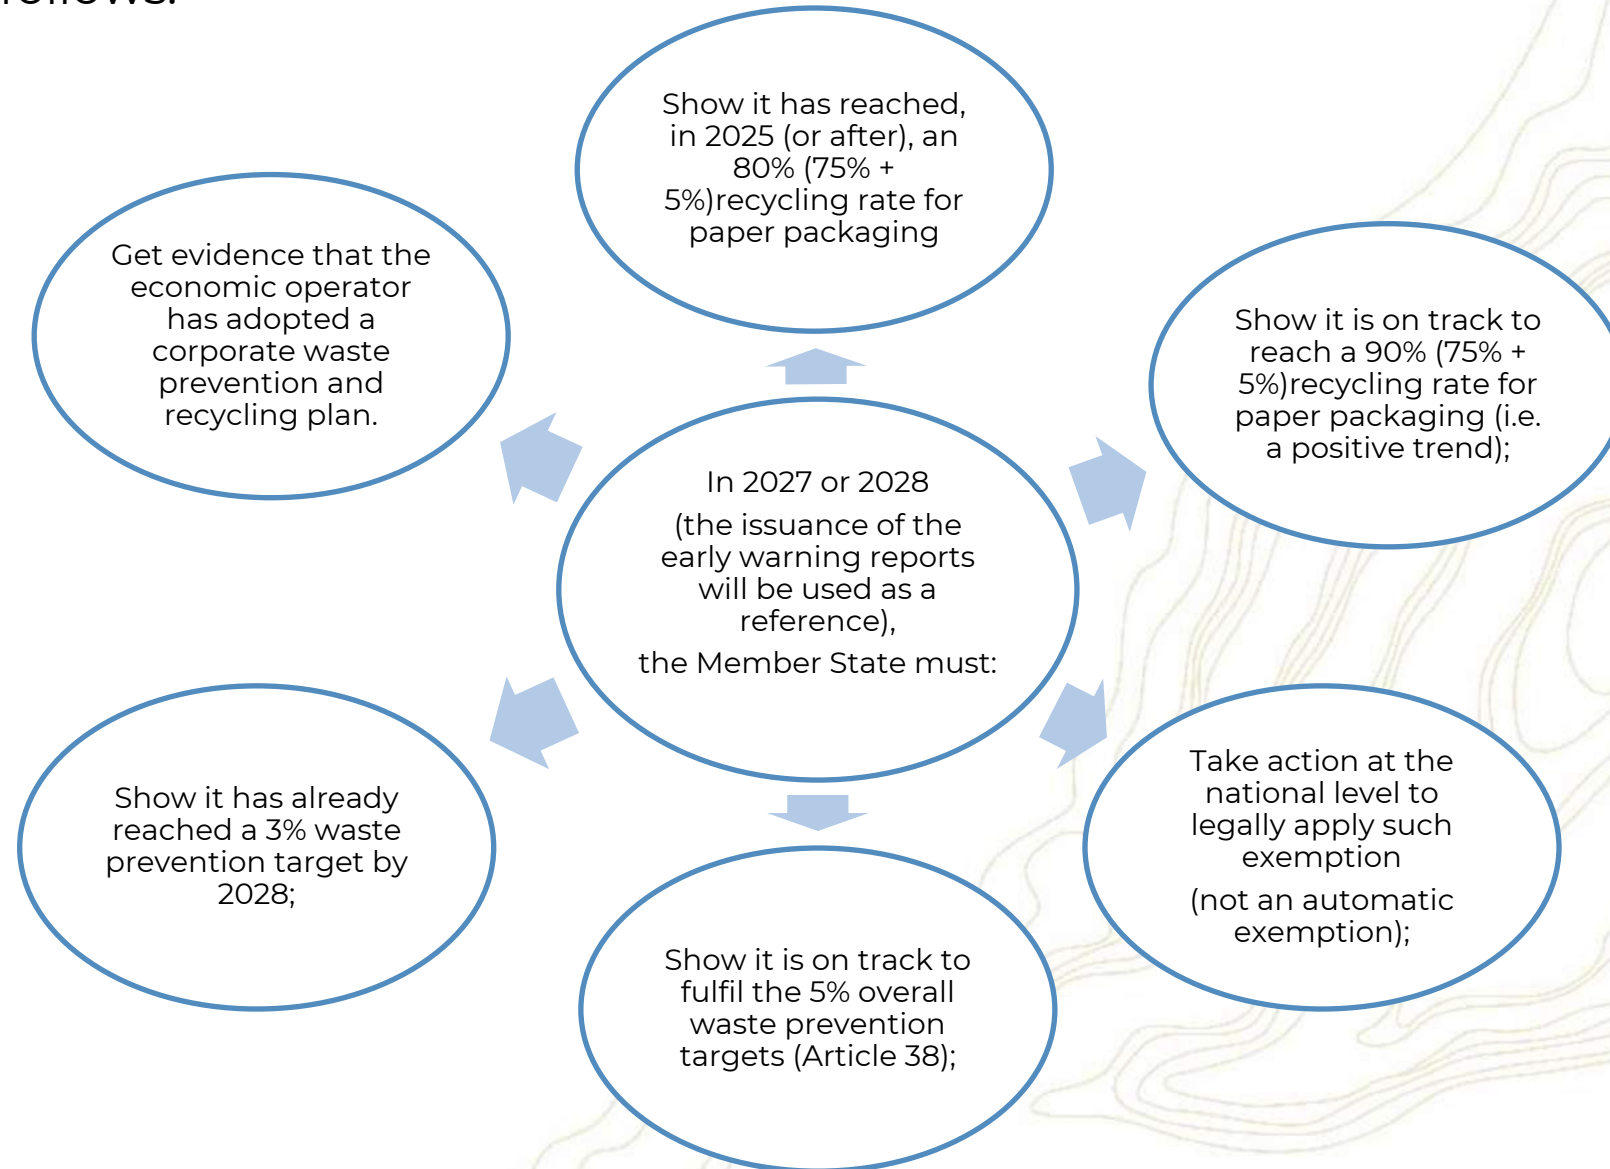 follows:
Show it has reached,
in 2025 (or after), an
80% (75% +
5%)recycling rate for
paper packaging
Show it is on track to
reach a 90% (75% +
5%)recycling rate for
paper packaging (i.e.
a positive trend);
Take action at the
national level to
legally apply such
exemption
(not an automatic
exemption);
Show it is on track to
fulfil the 5% overall
waste prevention
targets (Article 38);
Show it has already
reached a 3% waste
prevention target by
2028;
Get evidence that the
economic operator
has adopted a
corporate waste
prevention and
recycling plan.
In 2027 or 2028
(the issuance of the
early warning reports
will be used as a
reference),
the Member State must: